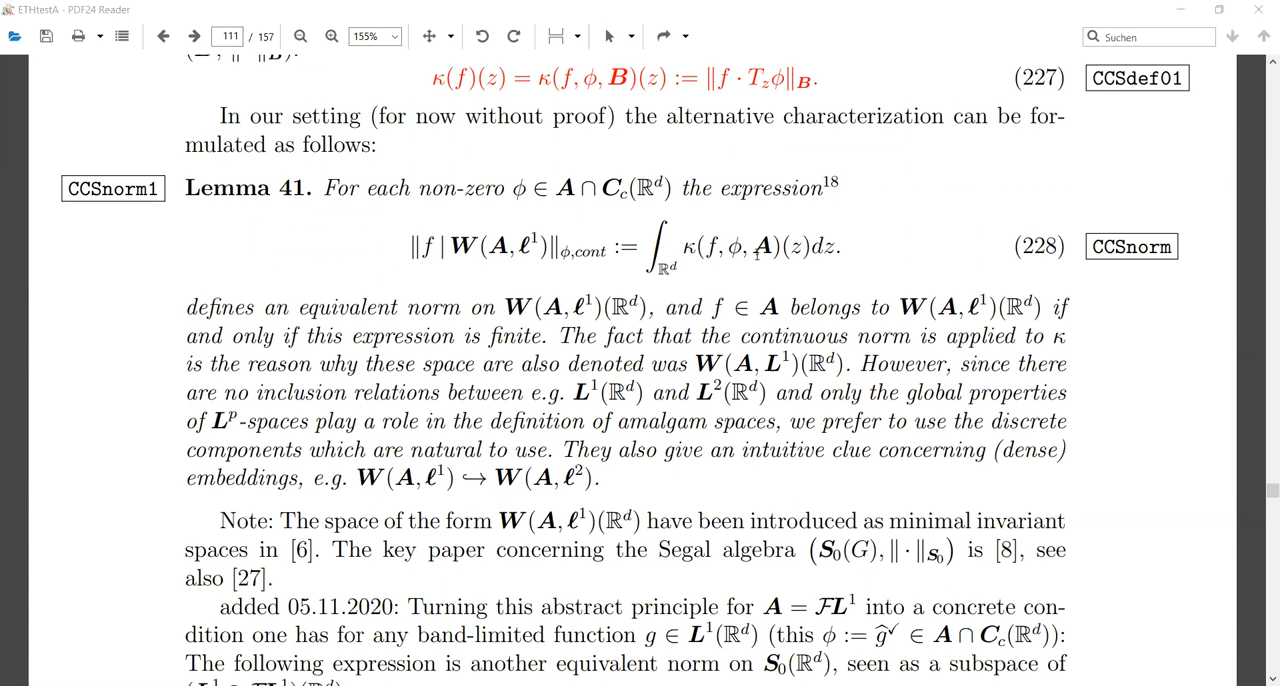 ETHtestA - PDF24 Reader
111 / 157
155%
Suchen
κ(f)(z) = κ(f, φ, B)(z) := ‖f · T_zφ‖_B. (227) CCSdef01
In our setting (for now without proof) the alternative characterization can be for-
mulated as follows:
CCSnorm1 Lemma 41. For each non-zero ϕ ∈ A ∩ C_c(ℝ^d) the expression^18
‖f | W(A, ℓ^1)‖_{φ,cont} := ∫_{ℝ^d} κ(f, φ, A)(z)dz. (228) CCSnorm
defines an equivalent norm on W(A, ℓ^1)(ℝ^d), and f ∈ A belongs to W(A, ℓ^1)(ℝ^d) if
and only if this expression is finite. The fact that the continuous norm is applied to κ
is the reason why these space are also denoted was W(A, L^1)(ℝ^d). However, since there
are no inclusion relations between e.g. L^1(ℝ^d) and L^2(ℝ^d) and only the global properties
of L^p-spaces play a role in the definition of amalgam spaces, we prefer to use the discrete
components which are natural to use. They also give an intuitive clue concerning (dense)
embeddings, e.g. W(A, ℓ^1) ↪ W(A, ℓ^2).
Note: The space of the form W(A, ℓ^1)(ℝ^d) have been introduced as minimal invariant
spaces in [6]. The key paper concerning the Segal algebra (S_0(G), ‖ · ‖_{S_0}) is [8], see
also [27].
added 05.11.2020: Turning this abstract principle for A = ℱL^1 into a concrete con-
dition one has for any band-limited function g ∈ L^1(ℝ^d) (this φ := ĝ^✓ ∈ A ∩ C_c(ℝ^d)):
The following expression is another equivalent norm on S_0(ℝ^d), seen as a subspace of